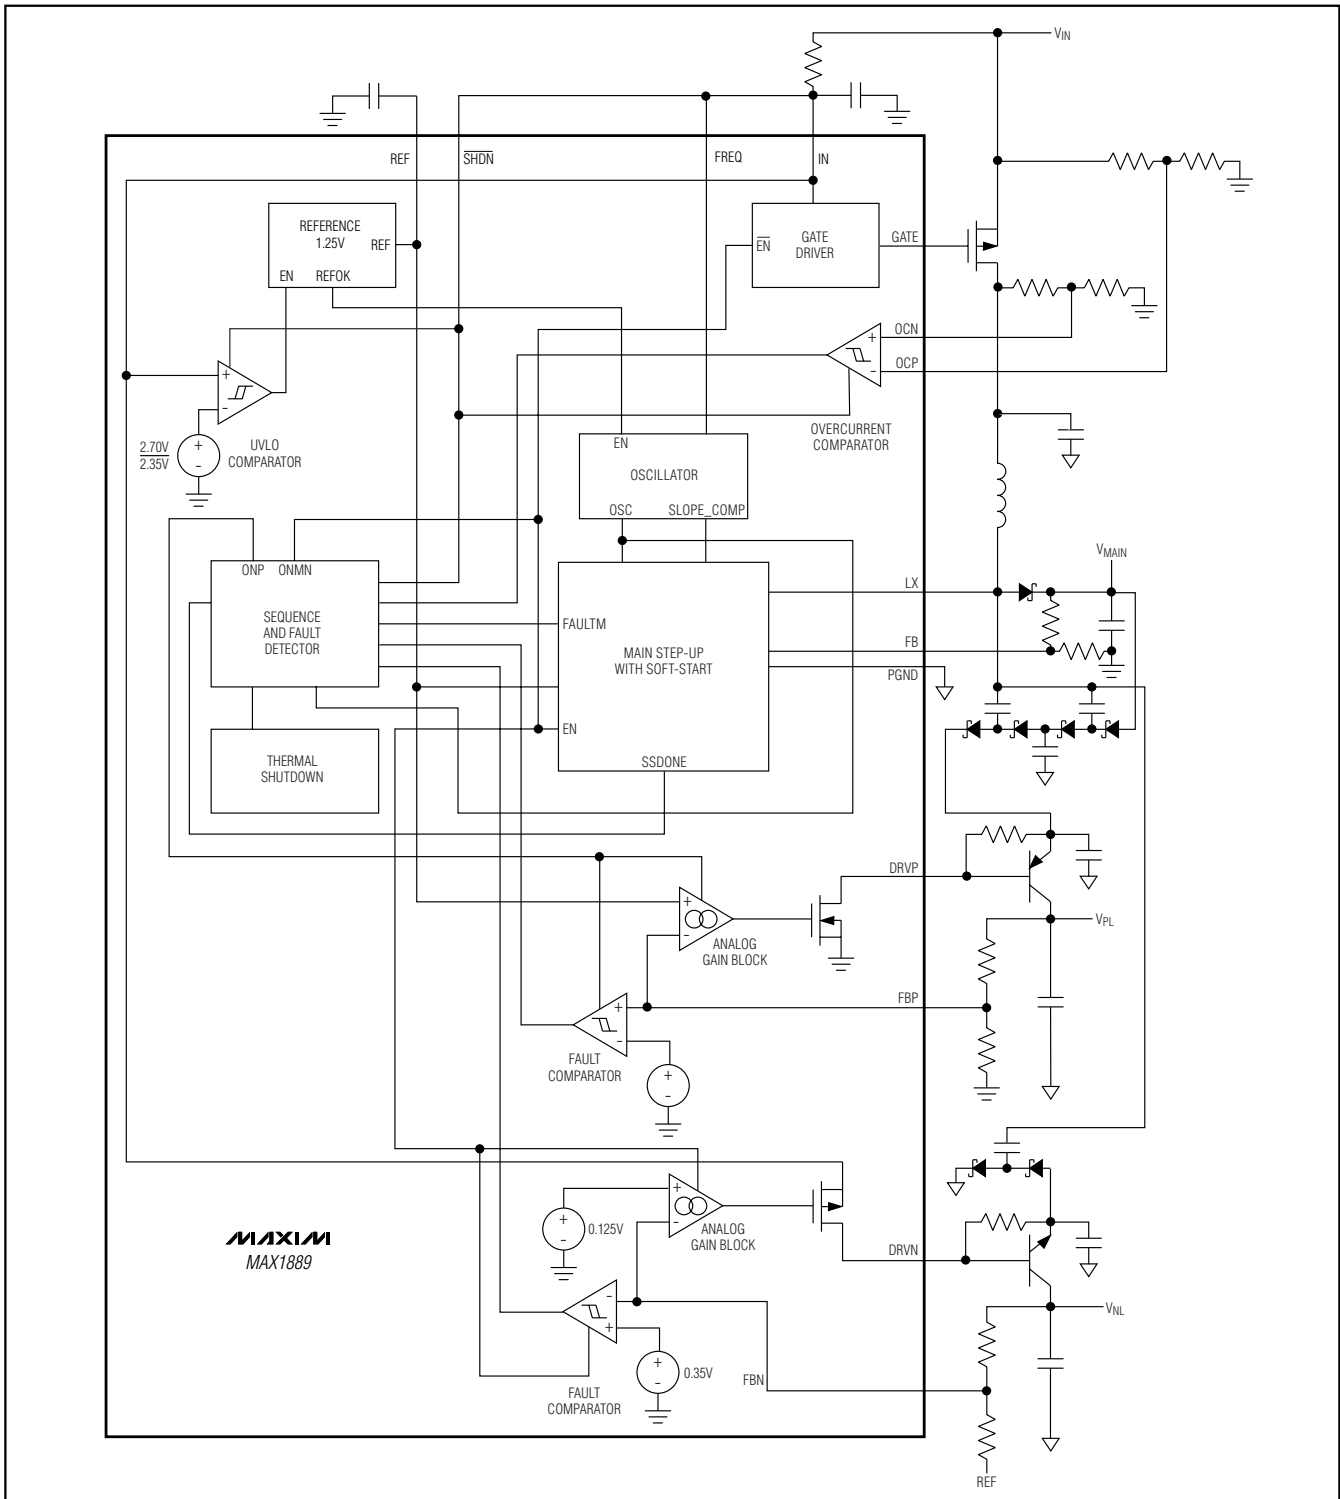 VIN
REF
SHDN
FREQ
IN
REFERENCE
1.25V
REF
EN
REFOK
EN
GATE
DRIVER
GATE
OCN
+
-
OCP
OVERCURRENT
COMPARATOR
+
-
2.70V
2.35V
+
-
UVLO
COMPARATOR
EN
OSCILLATOR
OSC
SLOPE_COMP
VMAIN
ONP
ONMN
SEQUENCE
AND FAULT
DETECTOR
FAULTM
MAIN STEP-UP
WITH SOFT-START
LX
FB
PGND
EN
SSDONE
THERMAL
SHUTDOWN
DRVP
+
-
ANALOG
GAIN BLOCK
VPL
FBP
+
-
FAULT
COMPARATOR
+
-
+
-
0.125V
+
-
ANALOG
GAIN BLOCK
MAXIM
MAX1889
DRVN
-
+
VNL
+
-
0.35V
FBN
FAULT
COMPARATOR
REF